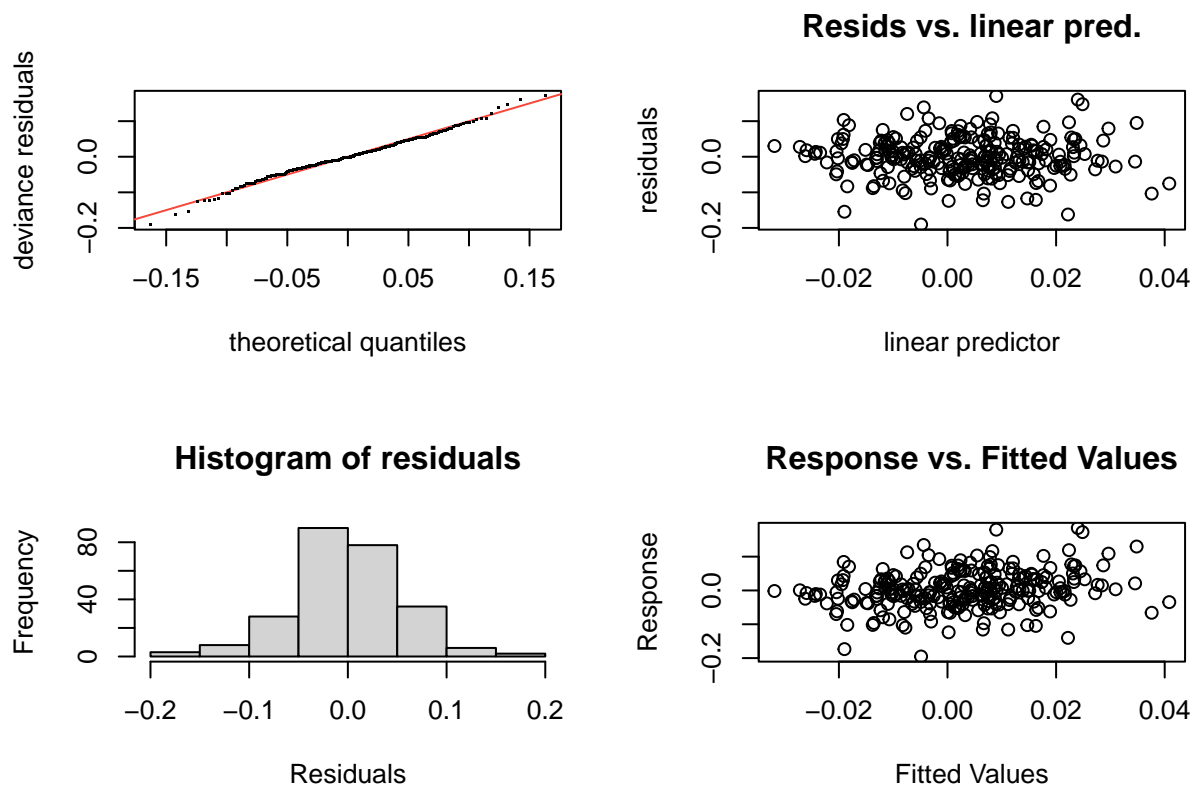 deviance residuals
0.0
−0.2
−0.15
−0.05
0.05
0.15
theoretical quantiles
Resids vs. linear pred.
residuals
0.0
−0.2
−0.02
0.00
0.02
0.04
linear predictor
Histogram of residuals
Frequency
80
40
0
−0.2
−0.1
0.0
0.1
0.2
Residuals
Response vs. Fitted Values
Response
0.0
−0.2
−0.02
0.00
0.02
0.04
Fitted Values